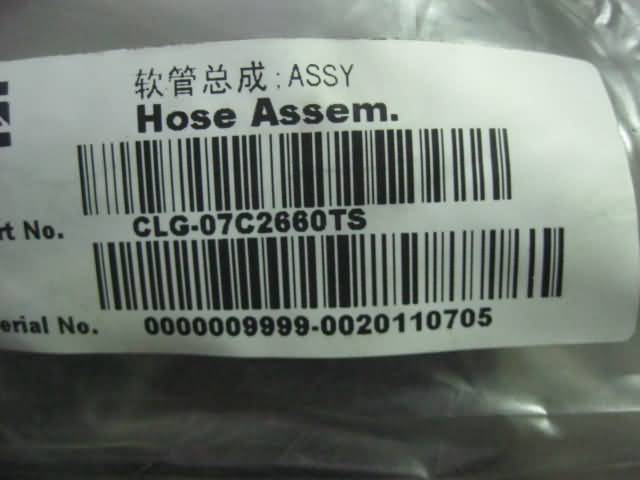 软管总成;ASSY
Hose Assem.
rt No. CLG-07C2660TS
erial No. 0000009999-0020110705